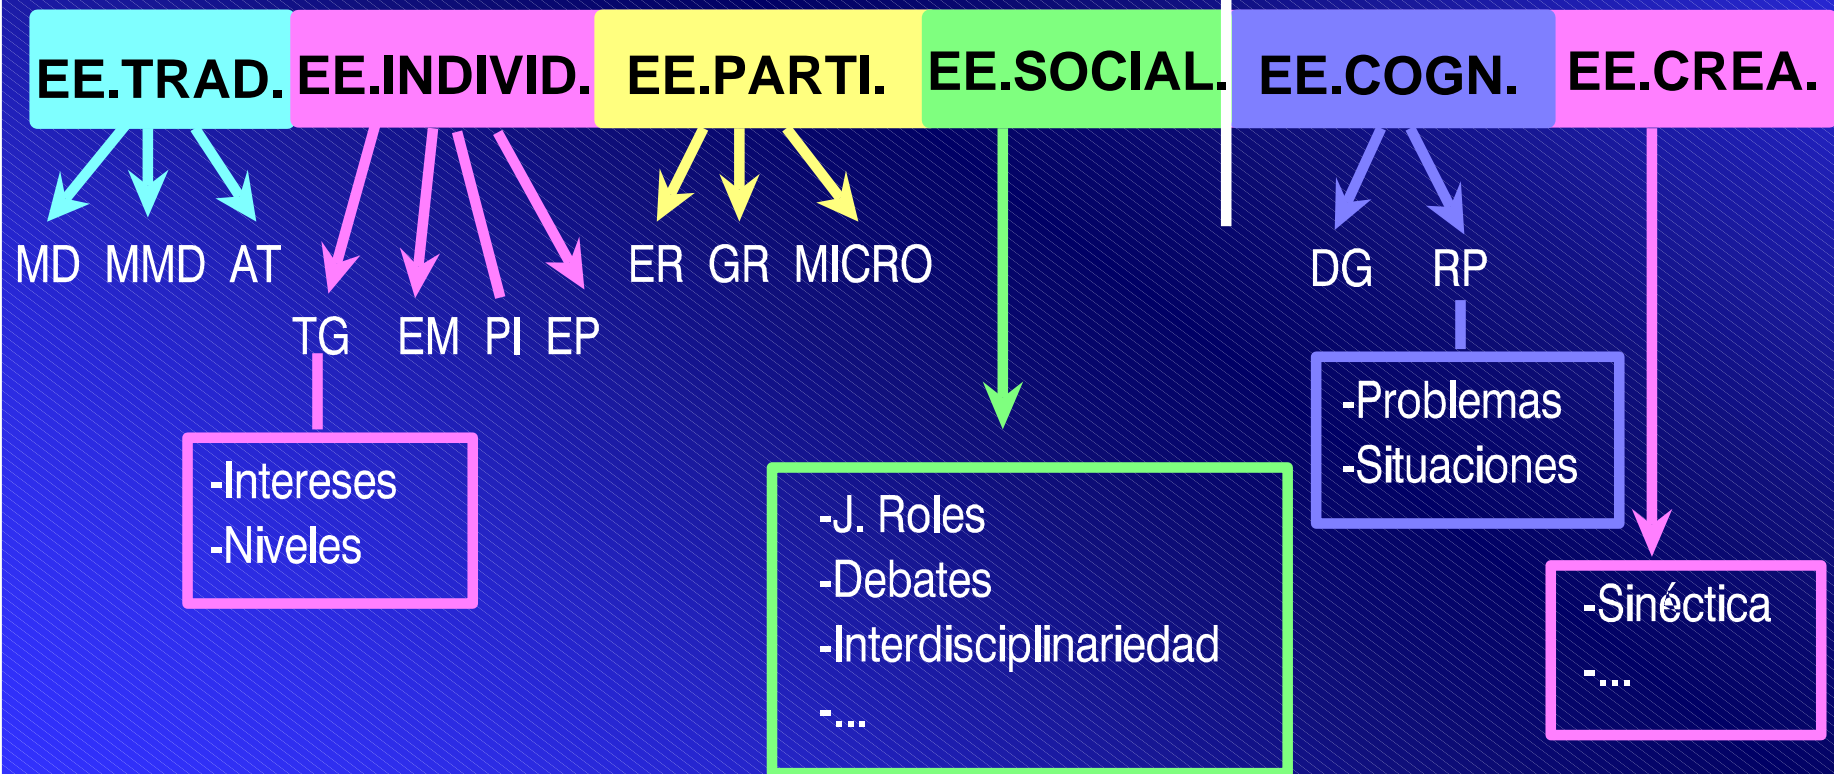 EE.TRAD. EE.INDIVID. EE.PARTI. EE.SOCIAL. EE.COGN. EE.CREA.
MD MMD AT
ER GR MICRO
DG RP
TG EM PI EP
-Problemas
-Situaciones
-Intereses
-Niveles
-J. Roles
-Debates
-Interdisciplinariedad
-...
-Sinéctica
-...